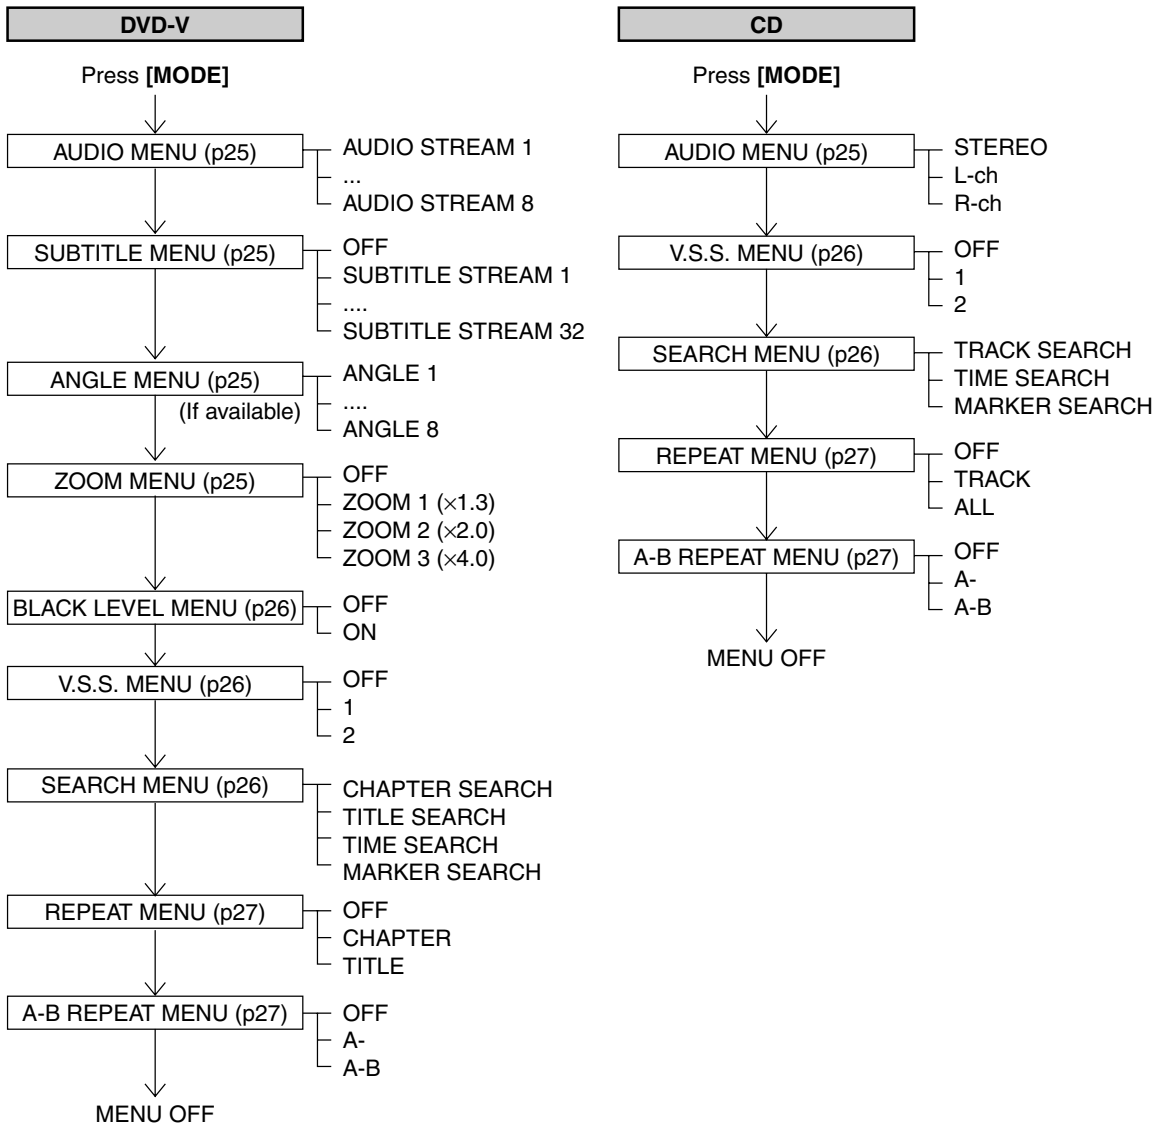 DVD-V
Press [MODE]
AUDIO MENU (p25)
AUDIO STREAM 1
...
AUDIO STREAM 8
SUBTITLE MENU (p25)
OFF
SUBTITLE STREAM 1
....
SUBTITLE STREAM 32
ANGLE MENU (p25)
(If available)
ANGLE 1
....
ANGLE 8
ZOOM MENU (p25)
OFF
ZOOM 1 (×1.3)
ZOOM 2 (×2.0)
ZOOM 3 (×4.0)
BLACK LEVEL MENU (p26)
OFF
ON
V.S.S. MENU (p26)
OFF
1
2
SEARCH MENU (p26)
CHAPTER SEARCH
TITLE SEARCH
TIME SEARCH
MARKER SEARCH
REPEAT MENU (p27)
OFF
CHAPTER
TITLE
A-B REPEAT MENU (p27)
OFF
A-
A-B
MENU OFF
CD
Press [MODE]
AUDIO MENU (p25)
STEREO
L-ch
R-ch
V.S.S. MENU (p26)
OFF
1
2
SEARCH MENU (p26)
TRACK SEARCH
TIME SEARCH
MARKER SEARCH
REPEAT MENU (p27)
OFF
TRACK
ALL
A-B REPEAT MENU (p27)
OFF
A-
A-B
MENU OFF